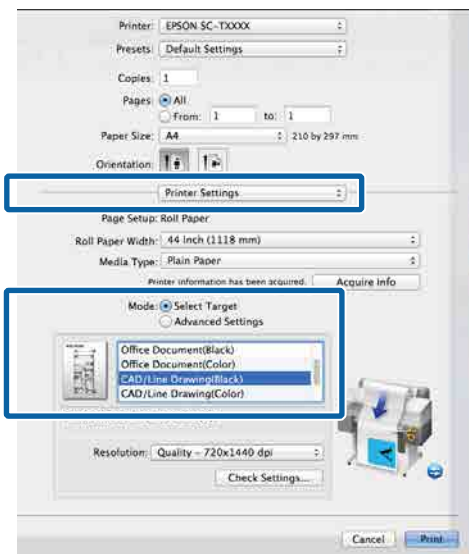 Printer: EPSON SC-TXXXX
Presets: Default Settings
Copies: 1
Pages: All
From: 1 to: 1
Paper Size: A4 210 by 297 mm
Orientation:
Printer Settings
Page Setup: Roll Paper
Roll Paper Width: 44 inch (1118 mm)
Media Type: Plain Paper
Printer information has been acquired. Acquire Info
Mode: Select Target
Advanced Settings
Office Document(Black)
Office Document(Color)
CAD/Line Drawing(Black)
CAD/Line Drawing(Color)
Resolution: Quality - 720x1440 dpi
Check Settings...
Cancel Print